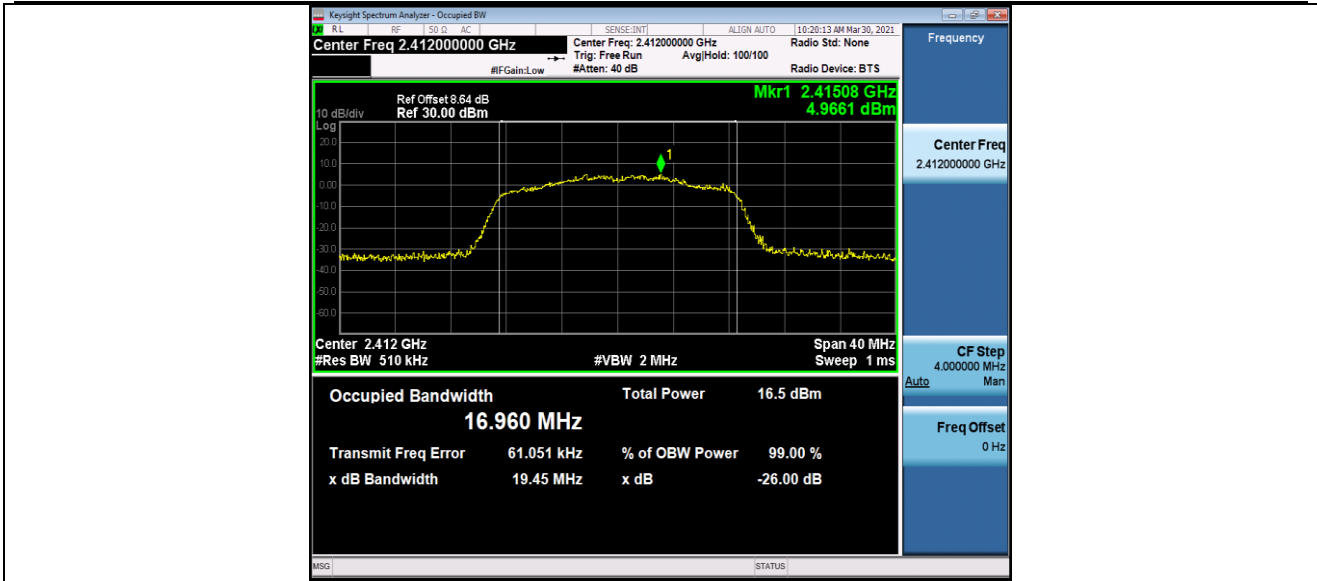 Keysight Spectrum Analyzer - Occupied BW
RL RF 50 Ω AC SENSE:INT ALIGN AUTO 10:20:13 AM Mar 30, 2021
Center Freq 2.412000000 GHz
Center Freq: 2.412000000 GHz Radio Std: None
Trig: Free Run Avg|Hold: 100/100
#IFGain:Low #Atten: 40 dB Radio Device: BTS
Mkr1 2.41508 GHz
4.9661 dBm
Ref Offset 8.64 dB
10 dB/div Ref 30.00 dBm
Log
20.0
10.0
0.00
-10.0
-20.0
-30.0
-40.0
-50.0
-60.0
1
Center 2.412 GHz Span 40 MHz
#Res BW 510 kHz #VBW 2 MHz Sweep 1 ms
Occupied Bandwidth Total Power 16.5 dBm
16.960 MHz
Transmit Freq Error 61.051 kHz % of OBW Power 99.00 %
x dB Bandwidth 19.45 MHz x dB -26.00 dB
MSG STATUS
Frequency
Center Freq
2.412000000 GHz
CF Step
4.000000 MHz
Auto Man
Freq Offset
0 Hz